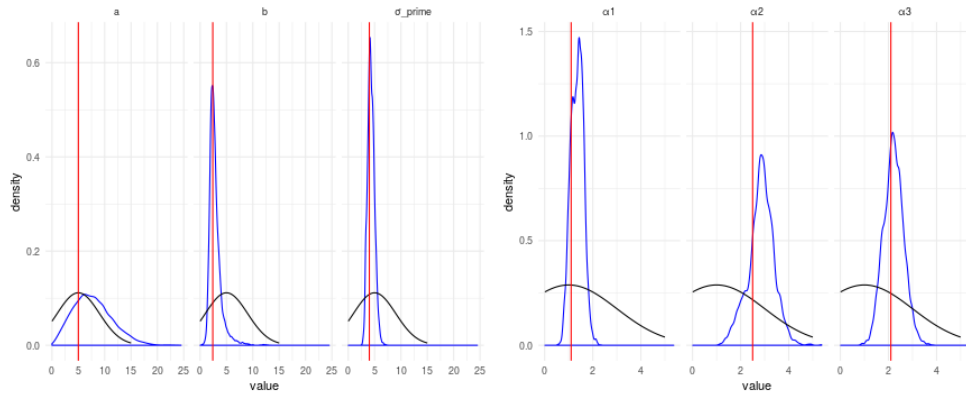 a b σ_prime
0.6
0.4
0.2
0.0
density
0 5 10 15 20 25 0 5 10 15 20 25 0 5 10 15 20 25
value
α1 α2 α3
1.5
1.0
0.5
0.0
density
0 2 4 0 2 4 0 2 4
value